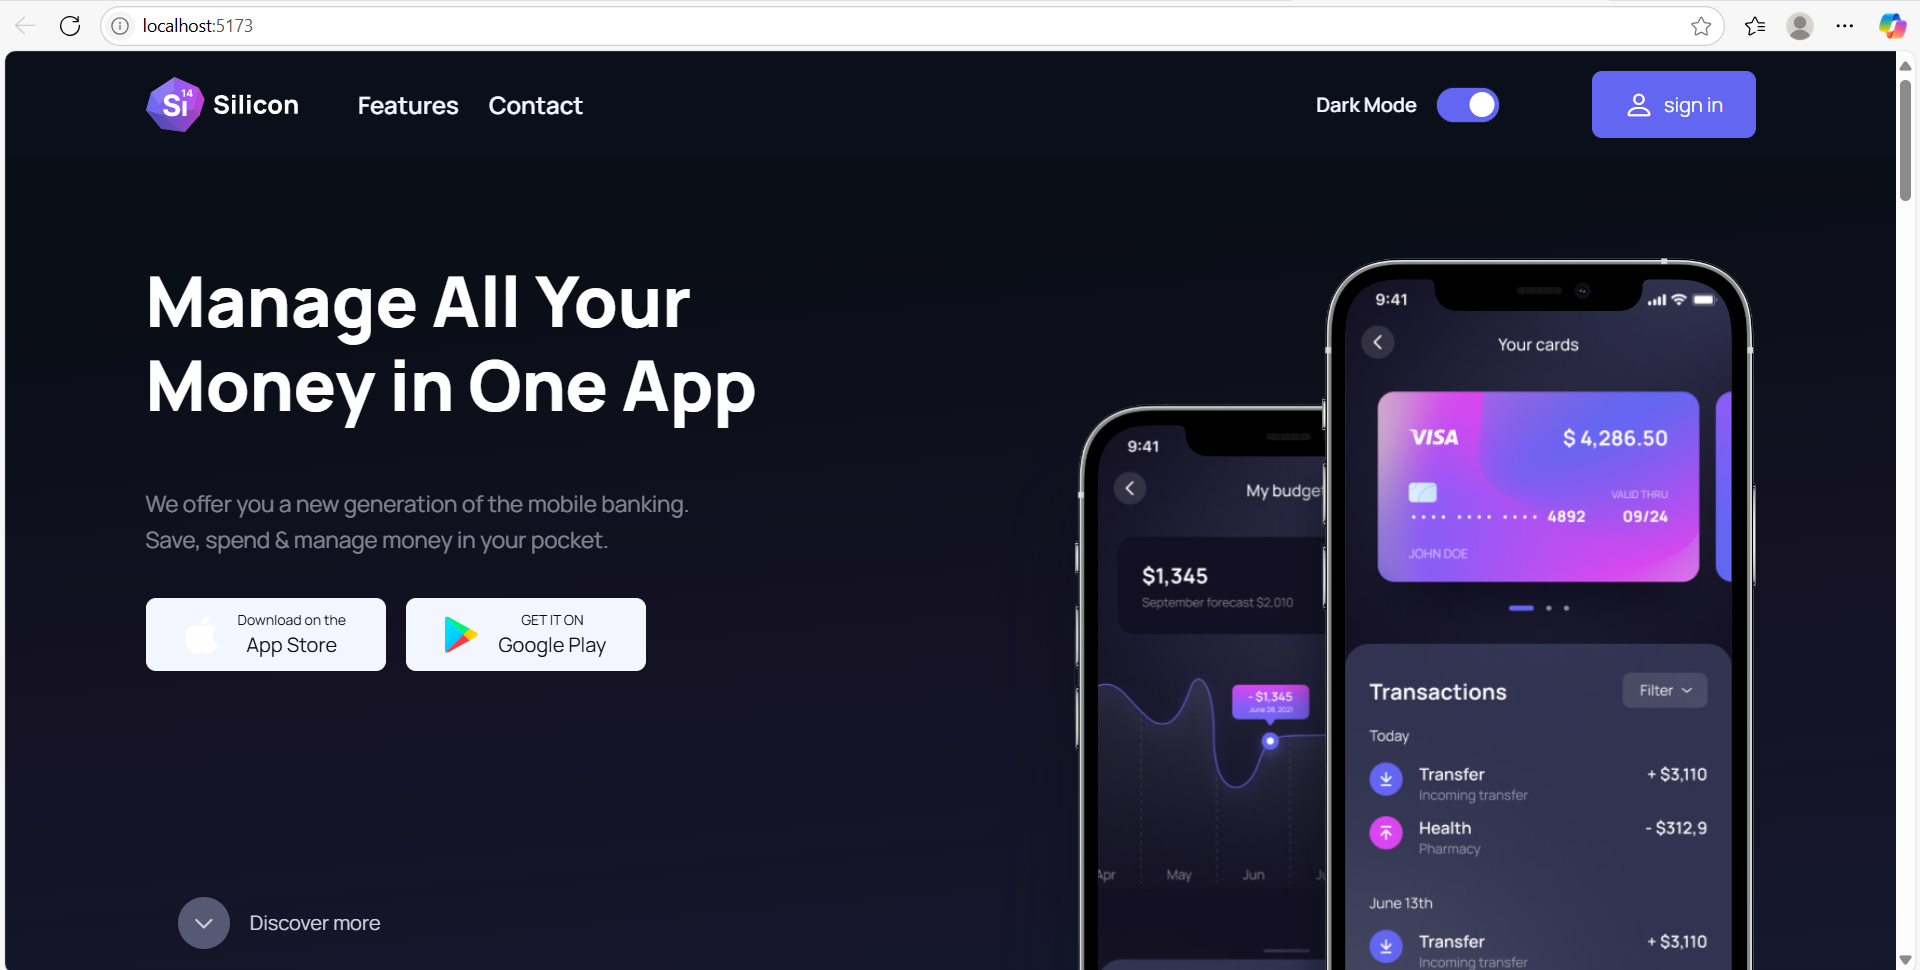 localhost:5173
Si 14 Silicon
Features
Contact
Dark Mode
sign in
Manage All Your
Money in One App
We offer you a new generation of the mobile banking.
Save, spend & manage money in your pocket.
Download on the
App Store
GET IT ON
Google Play
Discover more
9:41
My budget
$1,345
September forecast $2,010
- $1,345
June 28, 2021
Apr
May
Jun
9:41
Your cards
VISA
$ 4,286.50
VALID THRU
•••• •••• •••• 4892
09/24
JOHN DOE
Transactions
Filter
Today
Transfer
+ $3,110
Incoming transfer
Health
- $312,9
Pharmacy
June 13th
Transfer
+ $3,110
Incoming transfer